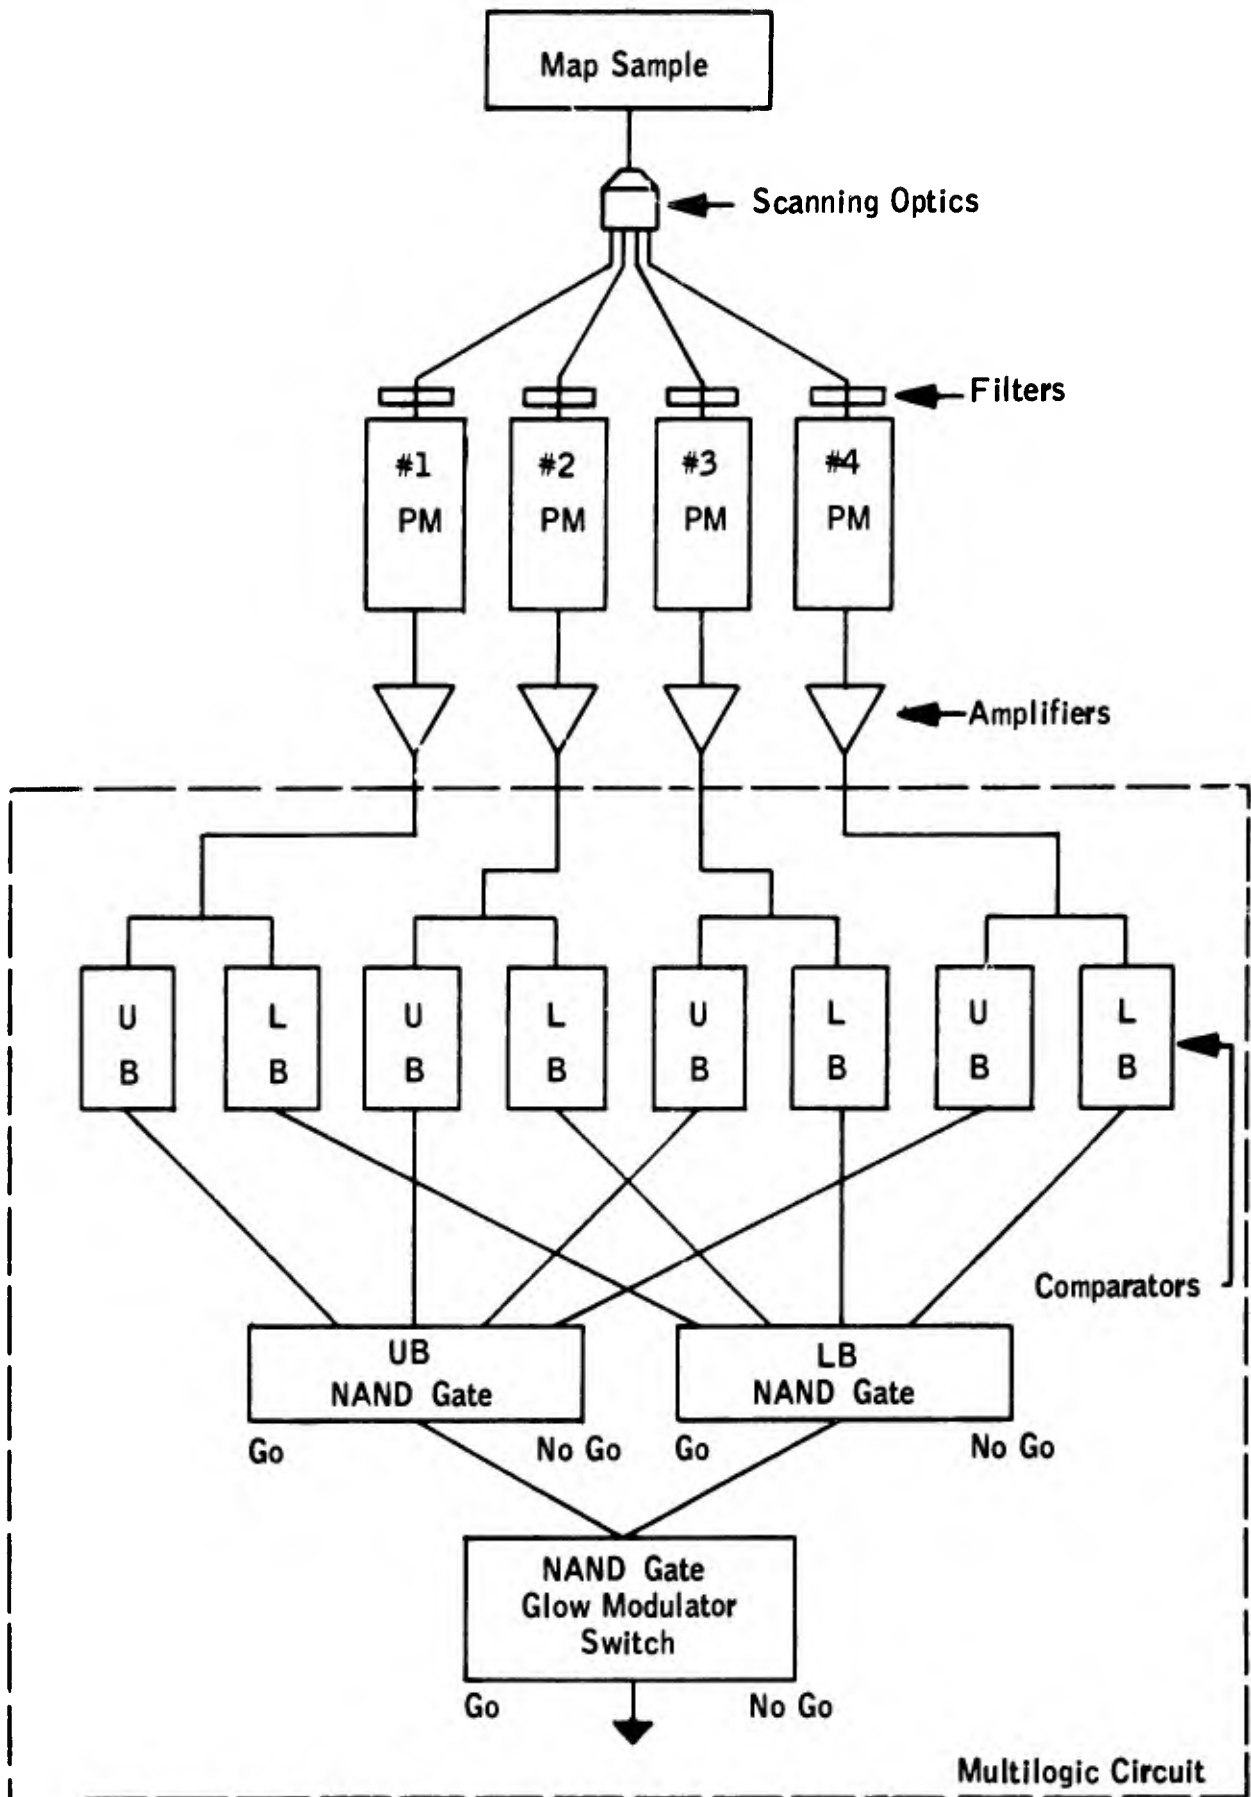 Map Sample
Scanning Optics
Filters
#1
PM
#2
PM
#3
PM
#4
PM
Amplifiers
U
B
L
B
U
B
L
B
U
B
L
B
U
B
L
B
Comparators
UB
NAND Gate
LB
NAND Gate
Go
No Go
Go
No Go
NAND Gate
Glow Modulator
Switch
Go
No Go
Multilogic Circuit